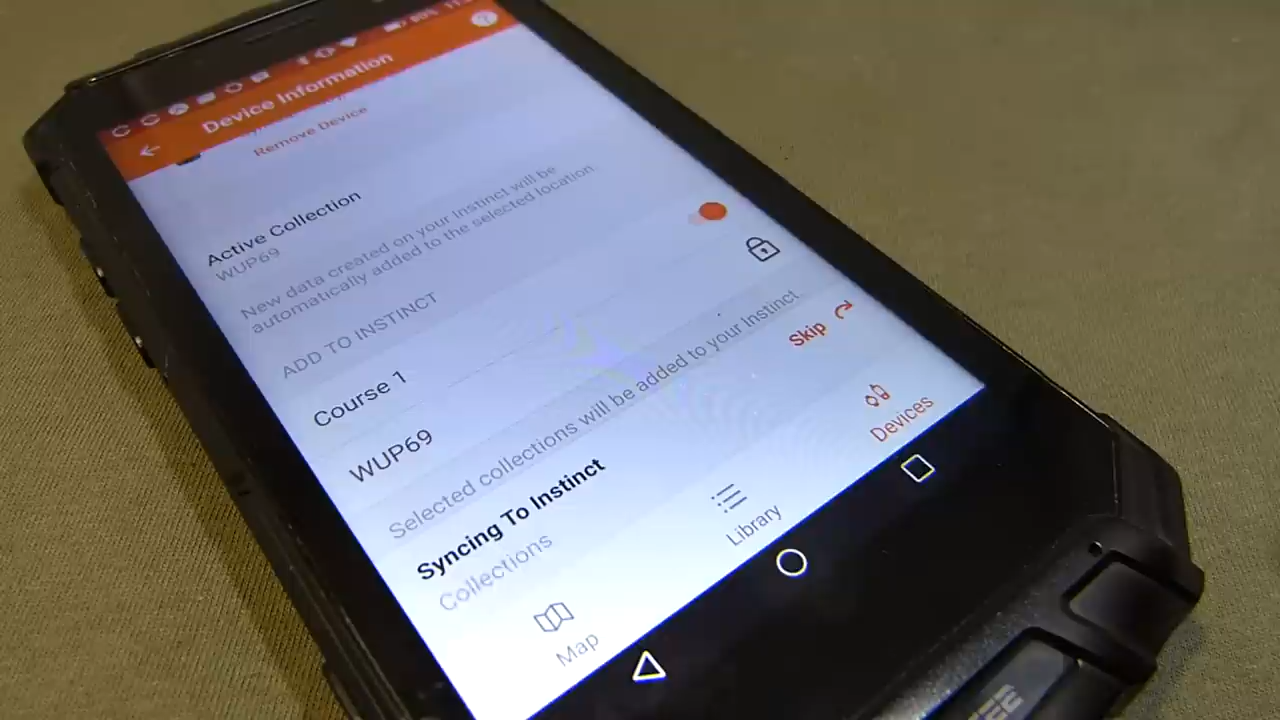 Device Information
Remove Device
Active Collection
WUP69
New data created on your Instinct will be
automatically added to the selected location
ADD TO INSTINCT
Course 1
WUP69
Selected collections will be added to your Instinct
Syncing To Instinct
Collections
Skip
Map
Library
Devices